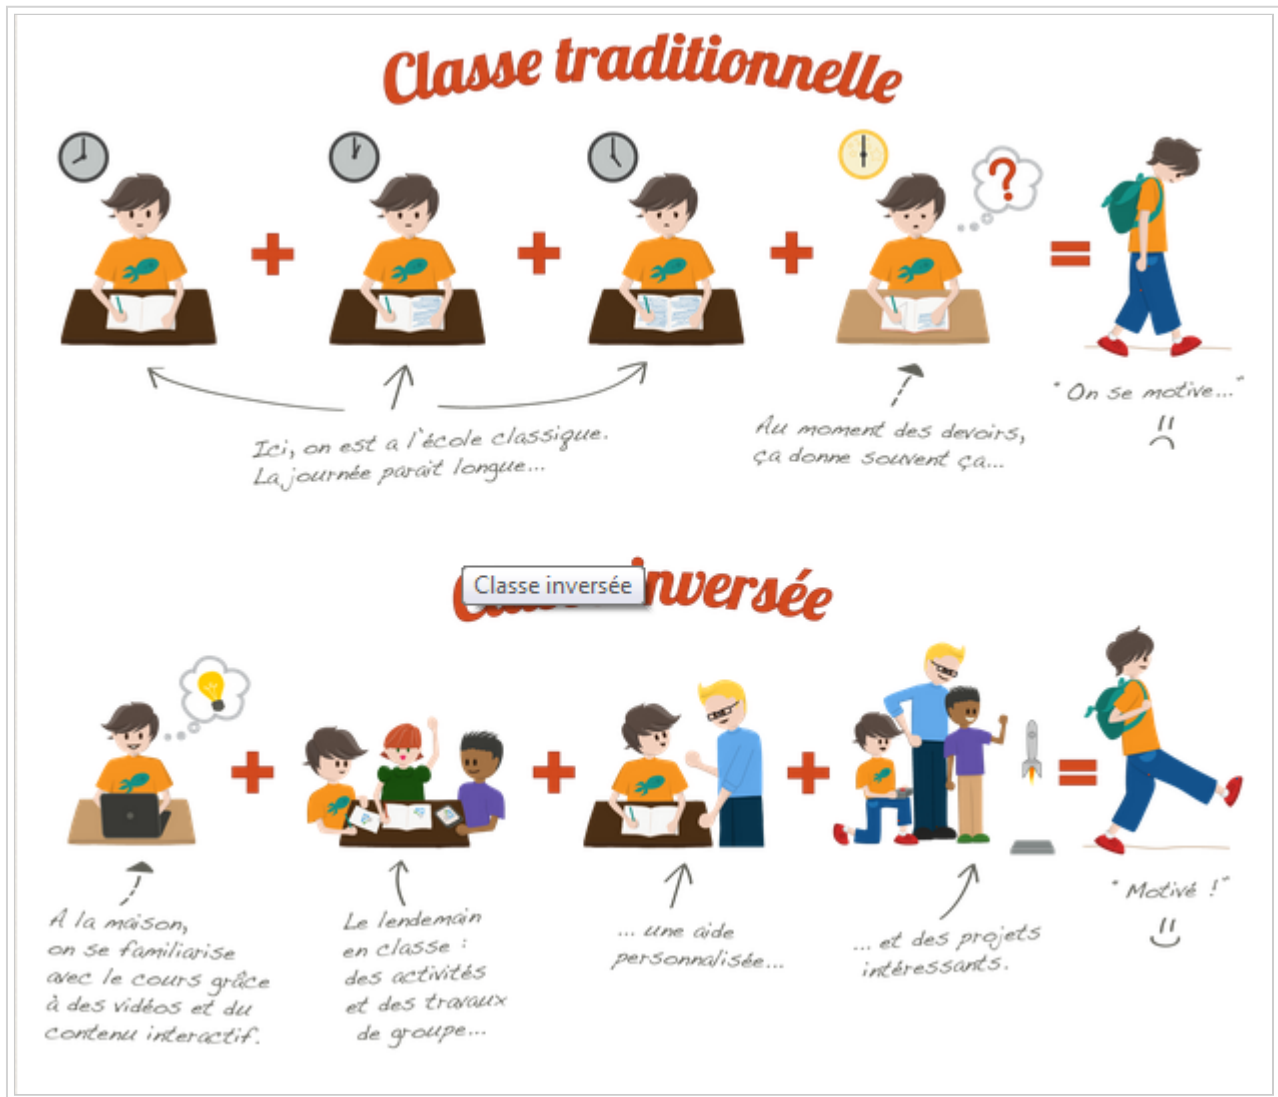 Classe traditionnelle
?
Ici, on est a l'école classique.
La journée parait longue...
Au moment des devoirs,
ça donne souvent ça...
"On se motive..."
Classe inversée
inversée
A la maison,
on se familiarise
avec le cours grâce
à des vidéos et du
contenu interactif.
Le lendemain
en classe :
des activités
et des travaux
de groupe...
... une aide
personnalisée...
... et des projets
intéressants.
"Motivé !"